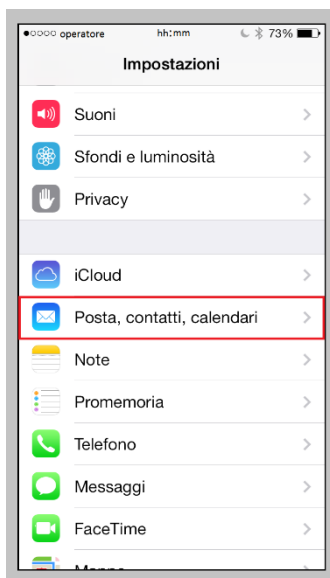 operatore hh:mm 73%
Impostazioni
Suoni
Sfondi e luminosità
Privacy
iCloud
Posta, contatti, calendari
Note
Promemoria
Telefono
Messaggi
FaceTime